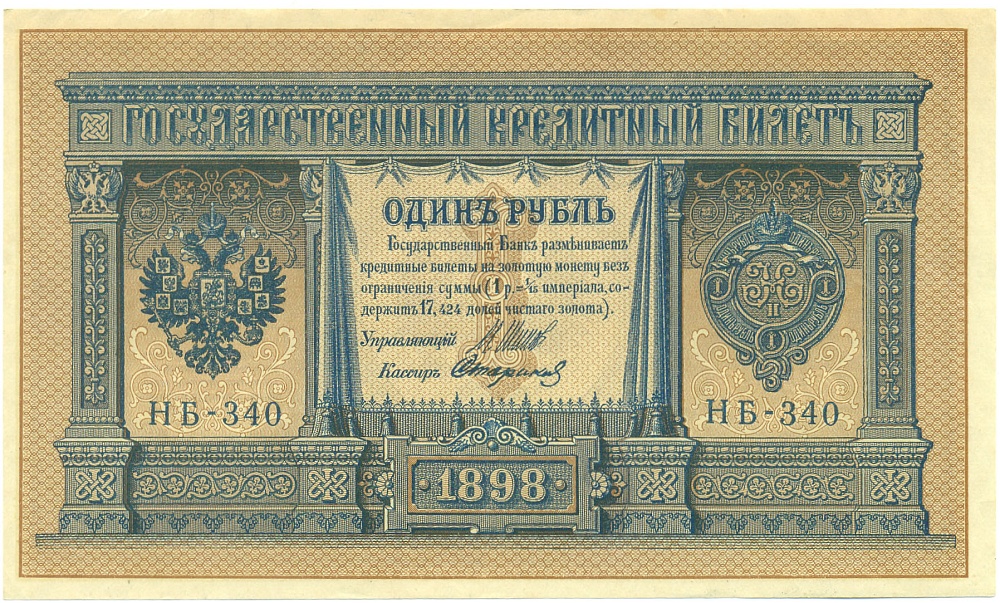 ГОСУДАРСТВЕННЫЙ КРЕДИТНЫЙ БИЛЕТЪ
ОДИНЪ РУБЛЬ
Государственный Банкъ размѣниваетъ
кредитные билеты на золотую монету безъ
ограниченія суммы (1 р. = 1/15 имперіала, со-
держитъ 17,424 долей чистаго золота).
Управляющій
Кассиръ
НБ-340
НБ-340
1898